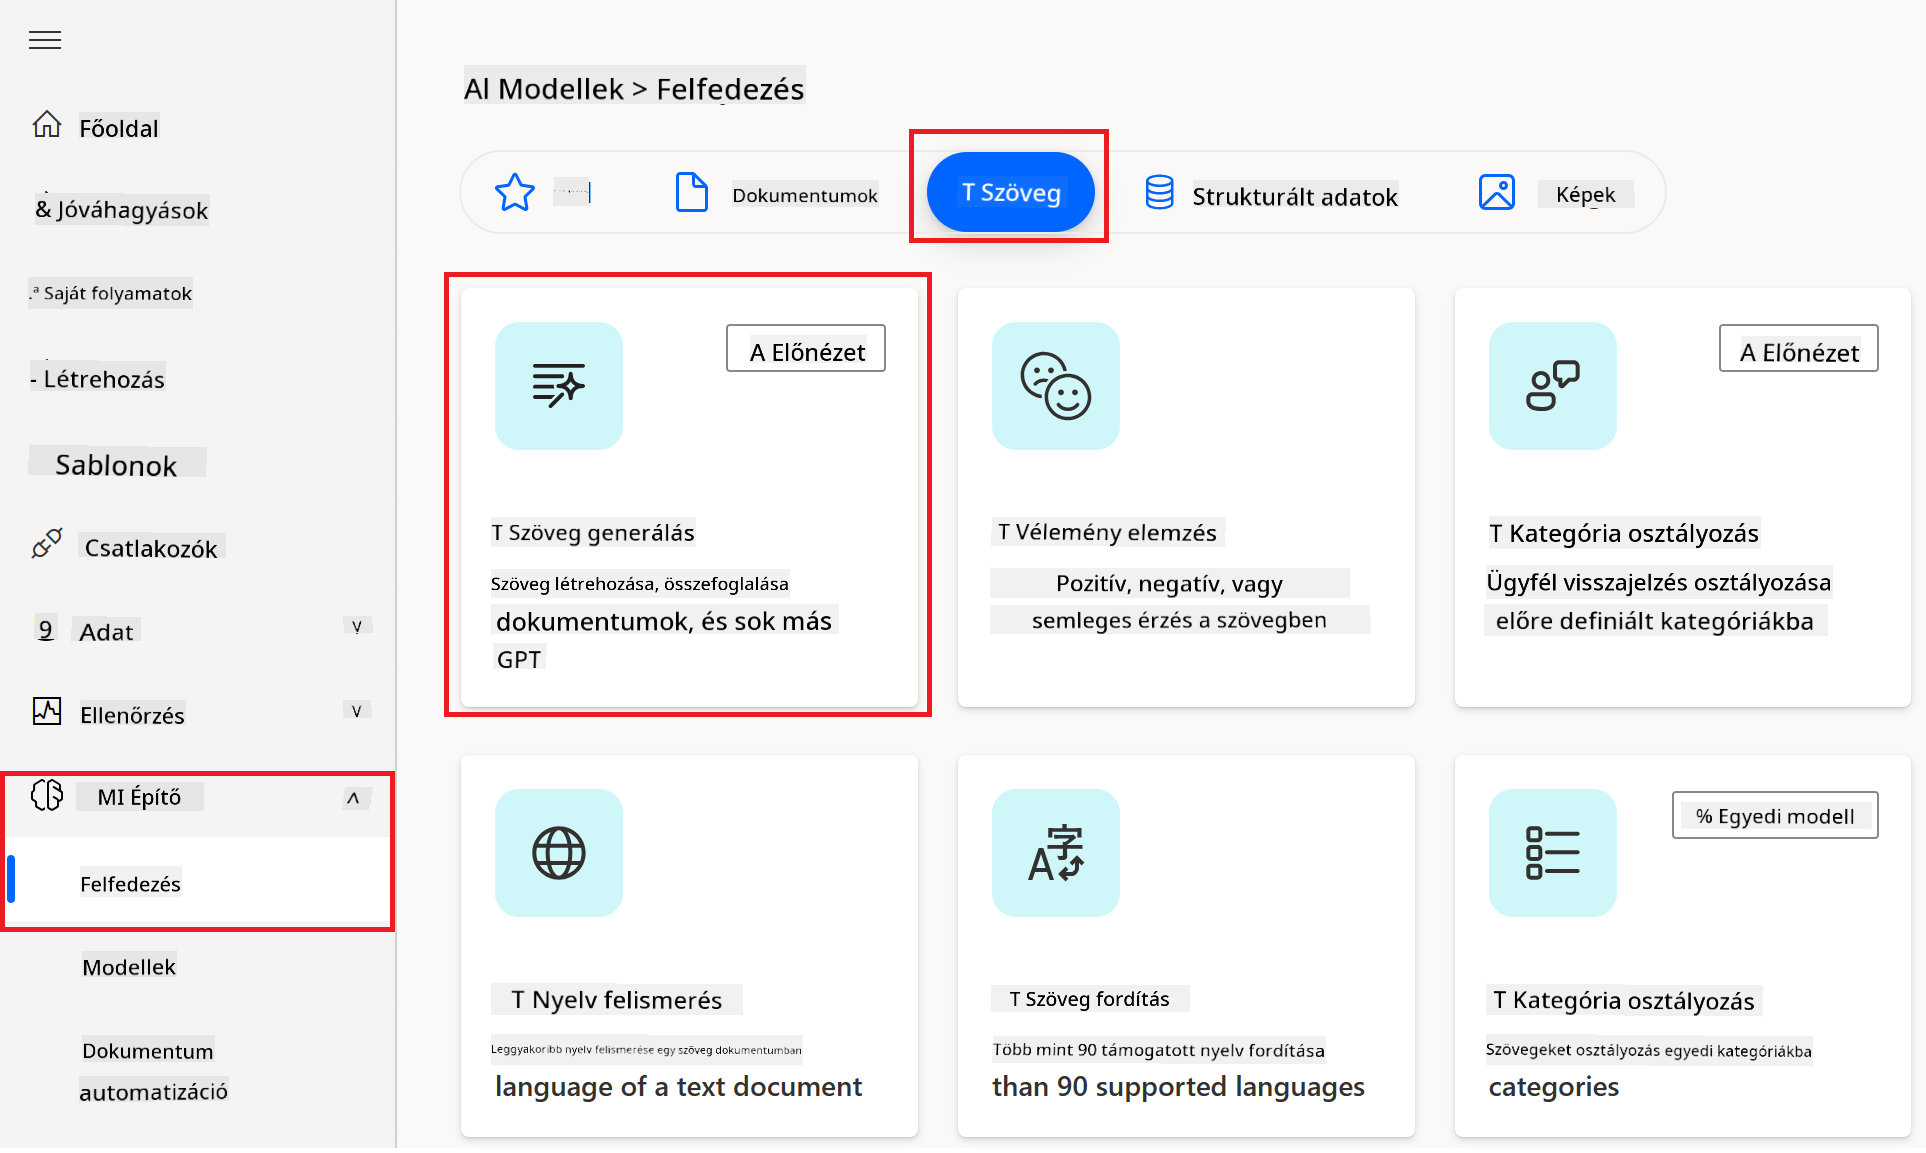 Al Modellek > Felfedezés
Főoldal
& Jóváhagyások
.ª Saját folyamatok
- Létrehozás
Sablonok
Csatlakozók
9 Adat
Ellenőrzés
MI Építő
Felfedezés
Modellek
Dokumentum
automatizáció
Dokumentumok
T Szöveg
Strukturált adatok
Képek
A Előnézet
T Szöveg generálás
Szöveg létrehozása, összefoglalása
dokumentumok, és sok más
GPT
T Vélemény elemzés
Pozitív, negatív, vagy
semleges érzés a szövegben
A Előnézet
T Kategória osztályozás
Ügyfél visszajelzés osztályozása
előre definiált kategóriákba
T Nyelv felismerés
Leggyakoribb nyelv felismerése egy szöveg dokumentumban
language of a text document
T Szöveg fordítás
Több mint 90 támogatott nyelv fordítása
than 90 supported languages
% Egyedi modell
T Kategória osztályozás
Szövegeket osztályozás egyedi kategóriákba
categories